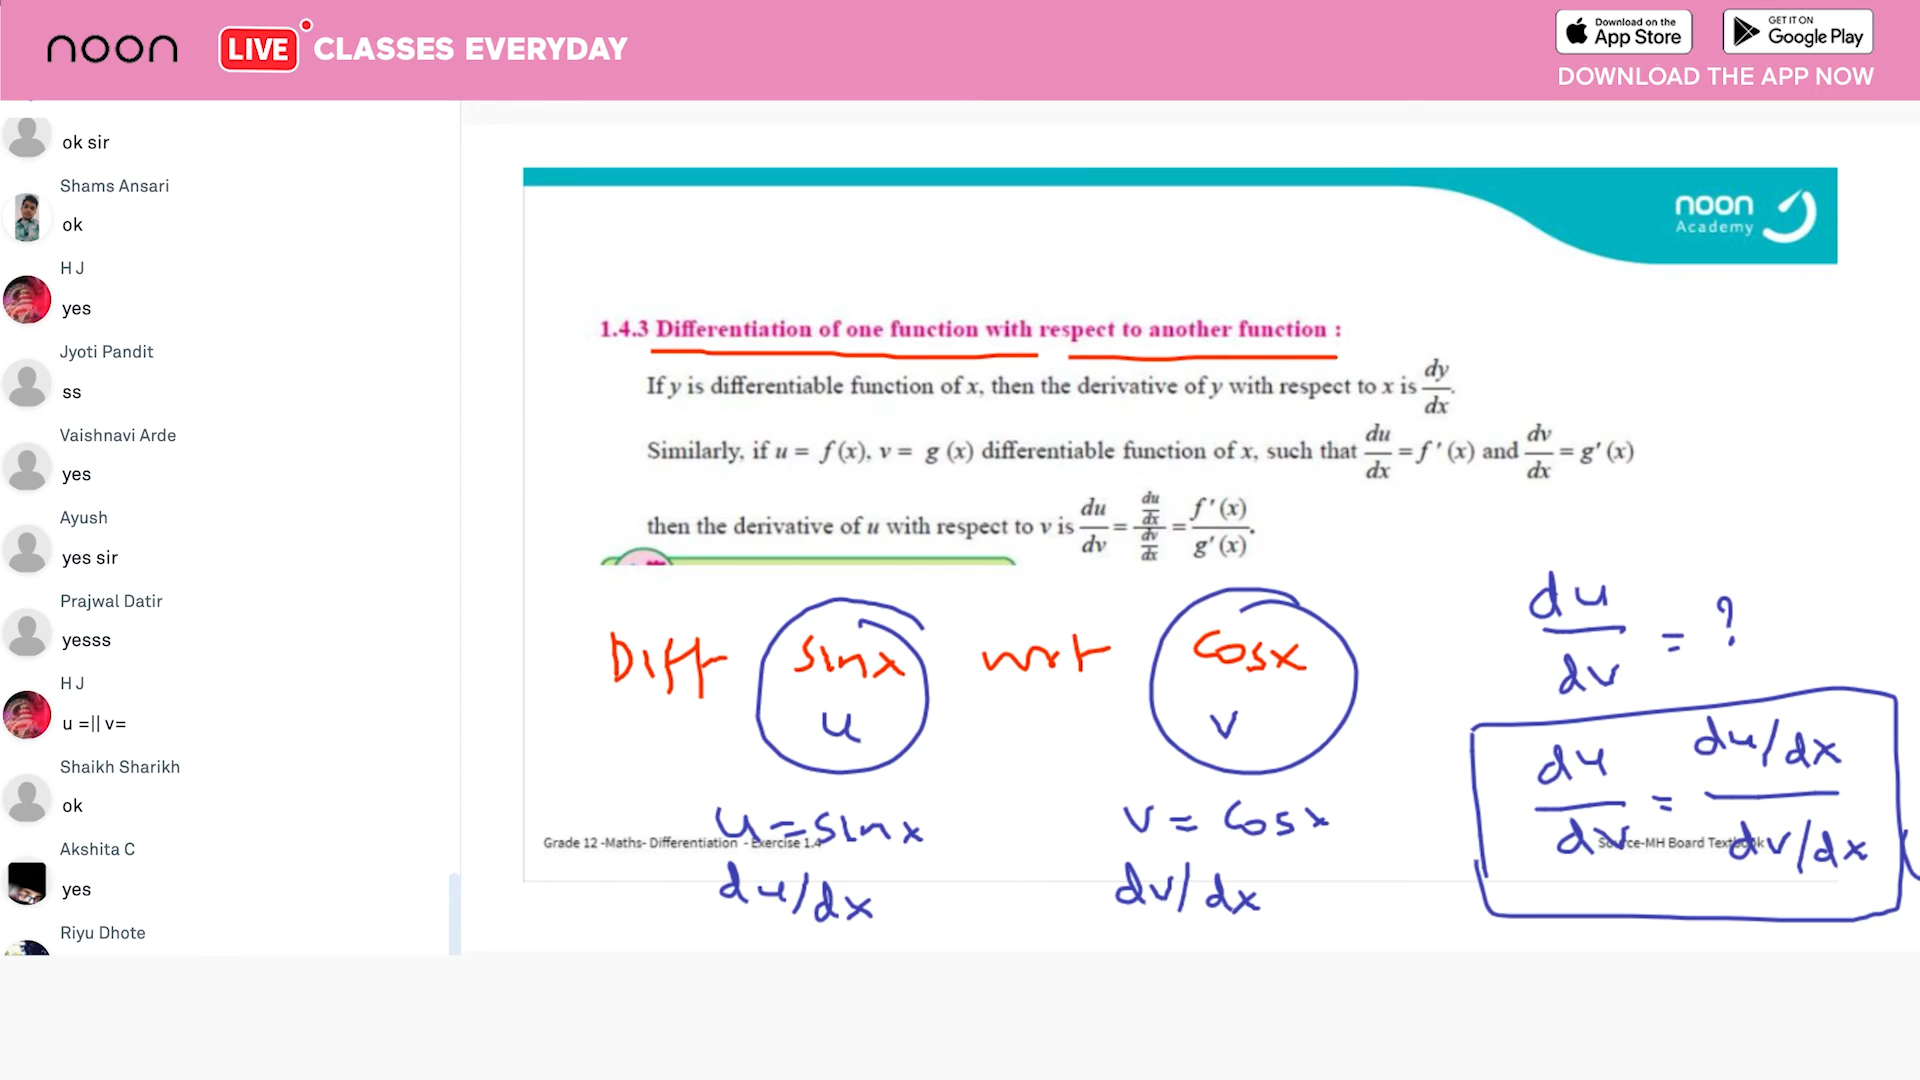 noon LIVE CLASSES EVERYDAY
Download on the App Store
GET IT ON Google Play
DOWNLOAD THE APP NOW
ok sir
Shams Ansari
ok
H J
yes
Jyoti Pandit
ss
Vaishnavi Arde
yes
Ayush
yes sir
Prajwal Datir
yesss
H J
u =|| v=
Shaikh Sharikh
ok
Akshita C
yes
Riyu Dhote
noon
Academy
1.4.3 Differentiation of one function with respect to another function :
If y is differentiable function of x, then the derivative of y with respect to x is dy/dx.
Similarly, if u = f (x), v = g (x) differentiable function of x, such that du/dx = f ' (x) and dv/dx = g' (x)
then the derivative of u with respect to v is du/dv = (du/dx)/(dv/dx) = f ' (x)/g' (x).
Diff sinx wrt cosx
u v
du/dv = ?
u = sinx v = cosx
du/dx dv/dx
du/dv = (du/dx)/(dv/dx)
Grade 12 -Maths- Differentiation - Exercise 1.4
Source-MH Board Textbook